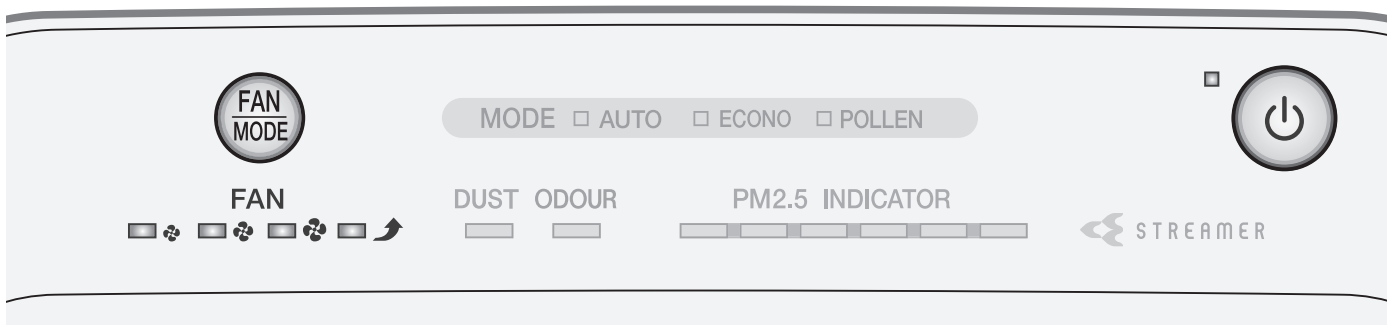 FAN
MODE
MODE AUTO ECONO POLLEN
FAN
DUST ODOUR PM2.5 INDICATOR
STREAMER